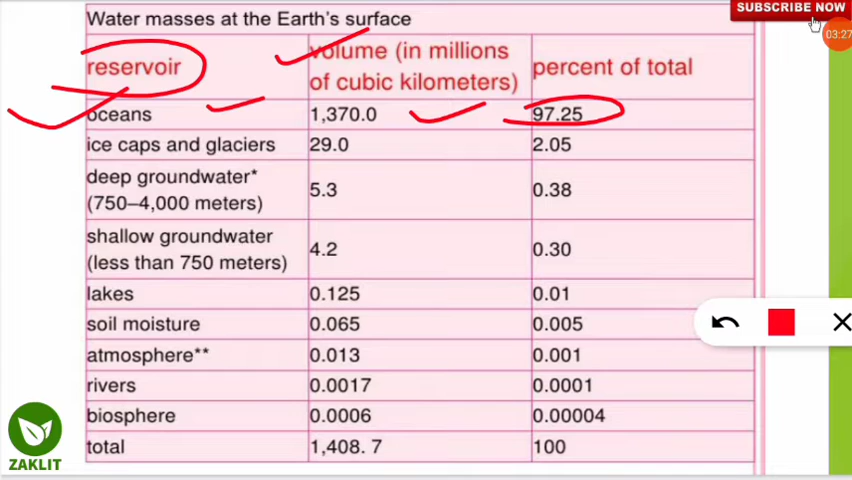 SUBSCRIBE NOW
03:27
Water masses at the Earth's surface
reservoir
volume (in millions
of cubic kilometers)
percent of total
oceans 1,370.0 97.25
ice caps and glaciers 29.0 2.05
deep groundwater*
(750–4,000 meters) 5.3 0.38
shallow groundwater
(less than 750 meters) 4.2 0.30
lakes 0.125 0.01
soil moisture 0.065 0.005
atmosphere** 0.013 0.001
rivers 0.0017 0.0001
biosphere 0.0006 0.00004
total 1,408. 7 100
ZAKLIT